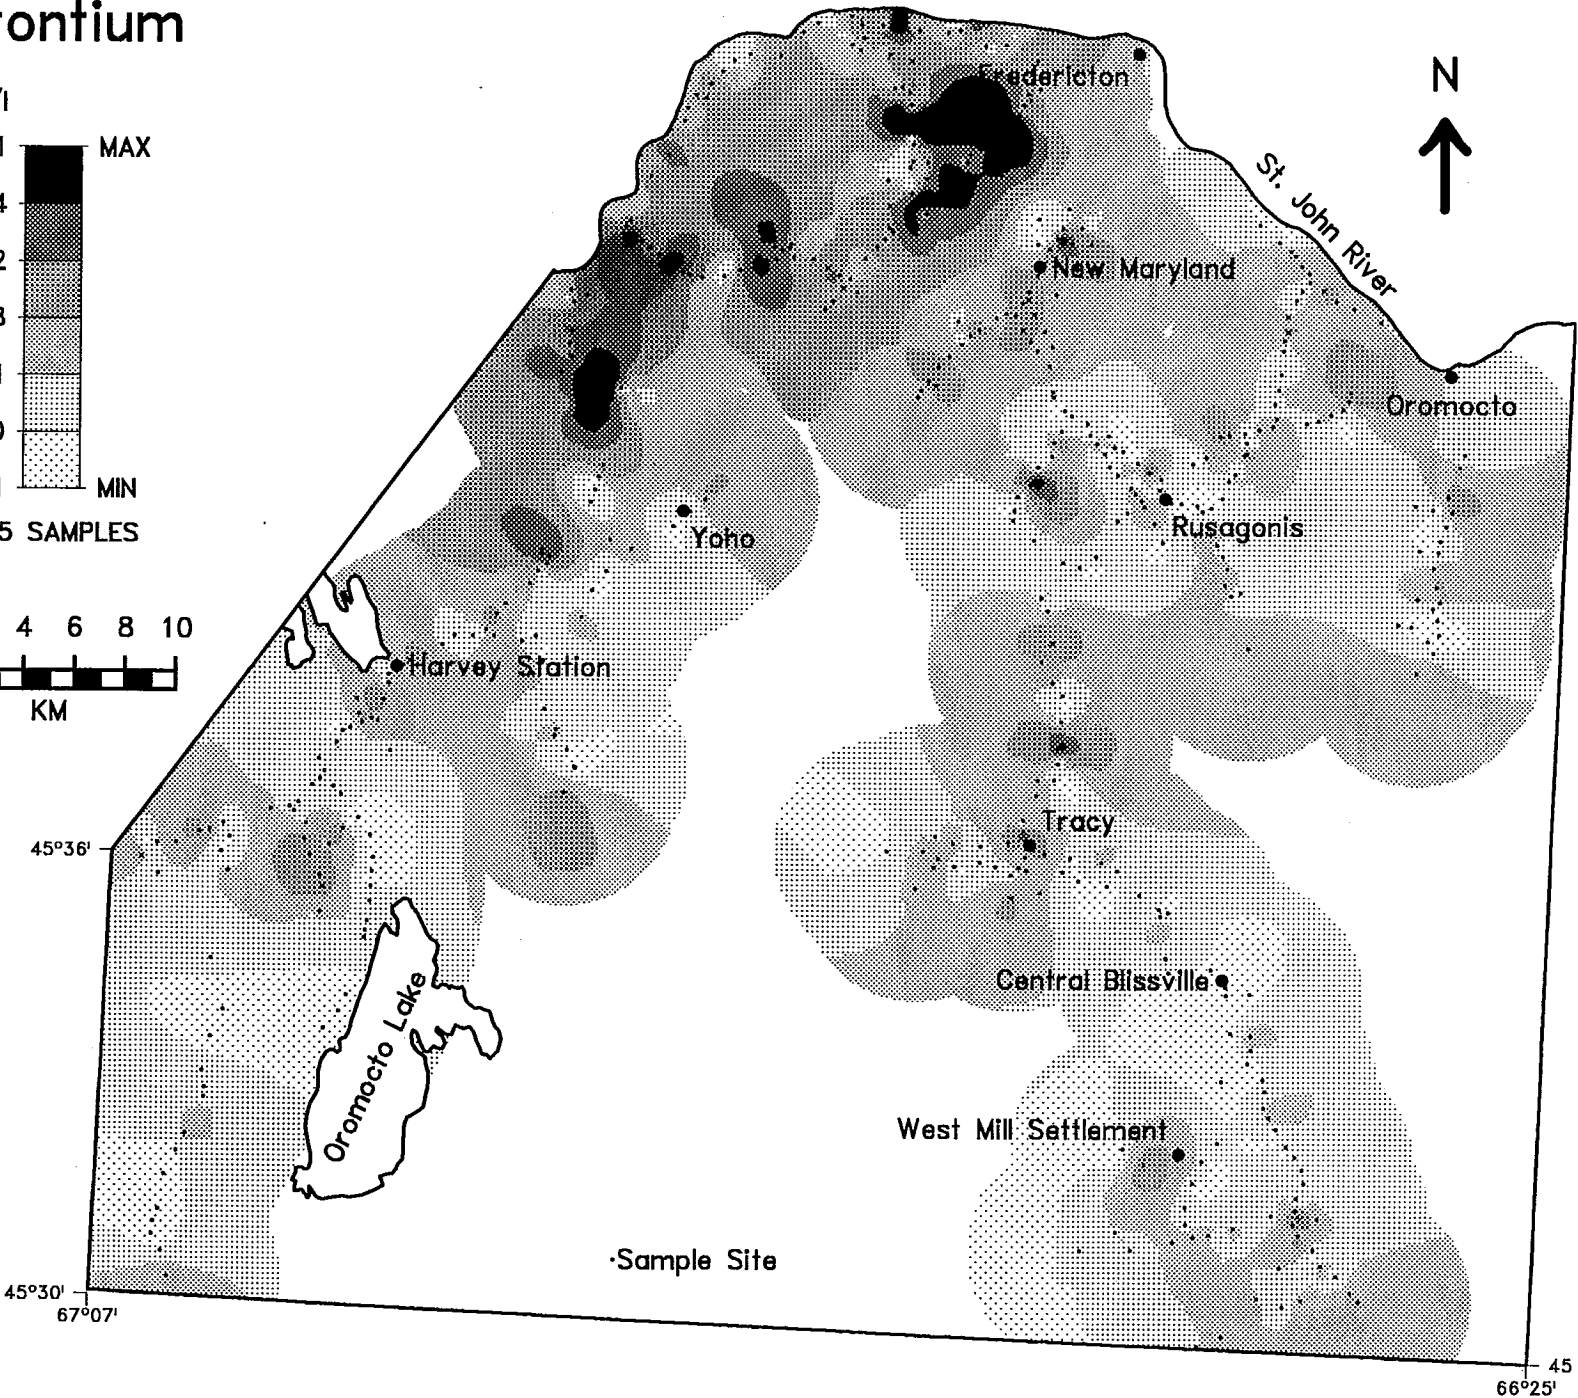 N
MAX
MIN
5 SAMPLES
4 6 8 10
KM
Fredericton
St. John River
New Maryland
Oromocto
Rusagonis
Yoho
Harvey Station
Tracy
45°36'
Central Blissville
Oromocto Lake
West Mill Settlement
Sample Site
45°30'
67°07'
45
66°25'